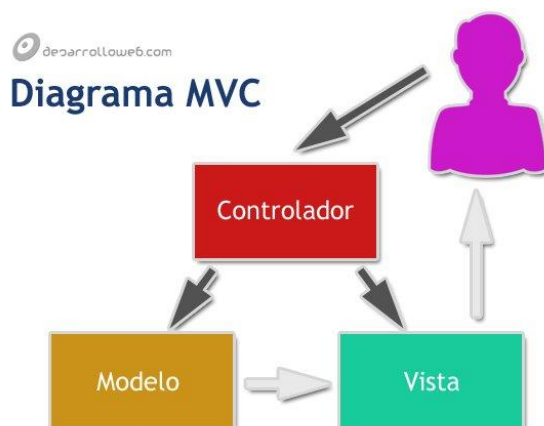 desarrolloweb.com
Diagrama MVC
Controlador
Modelo
Vista